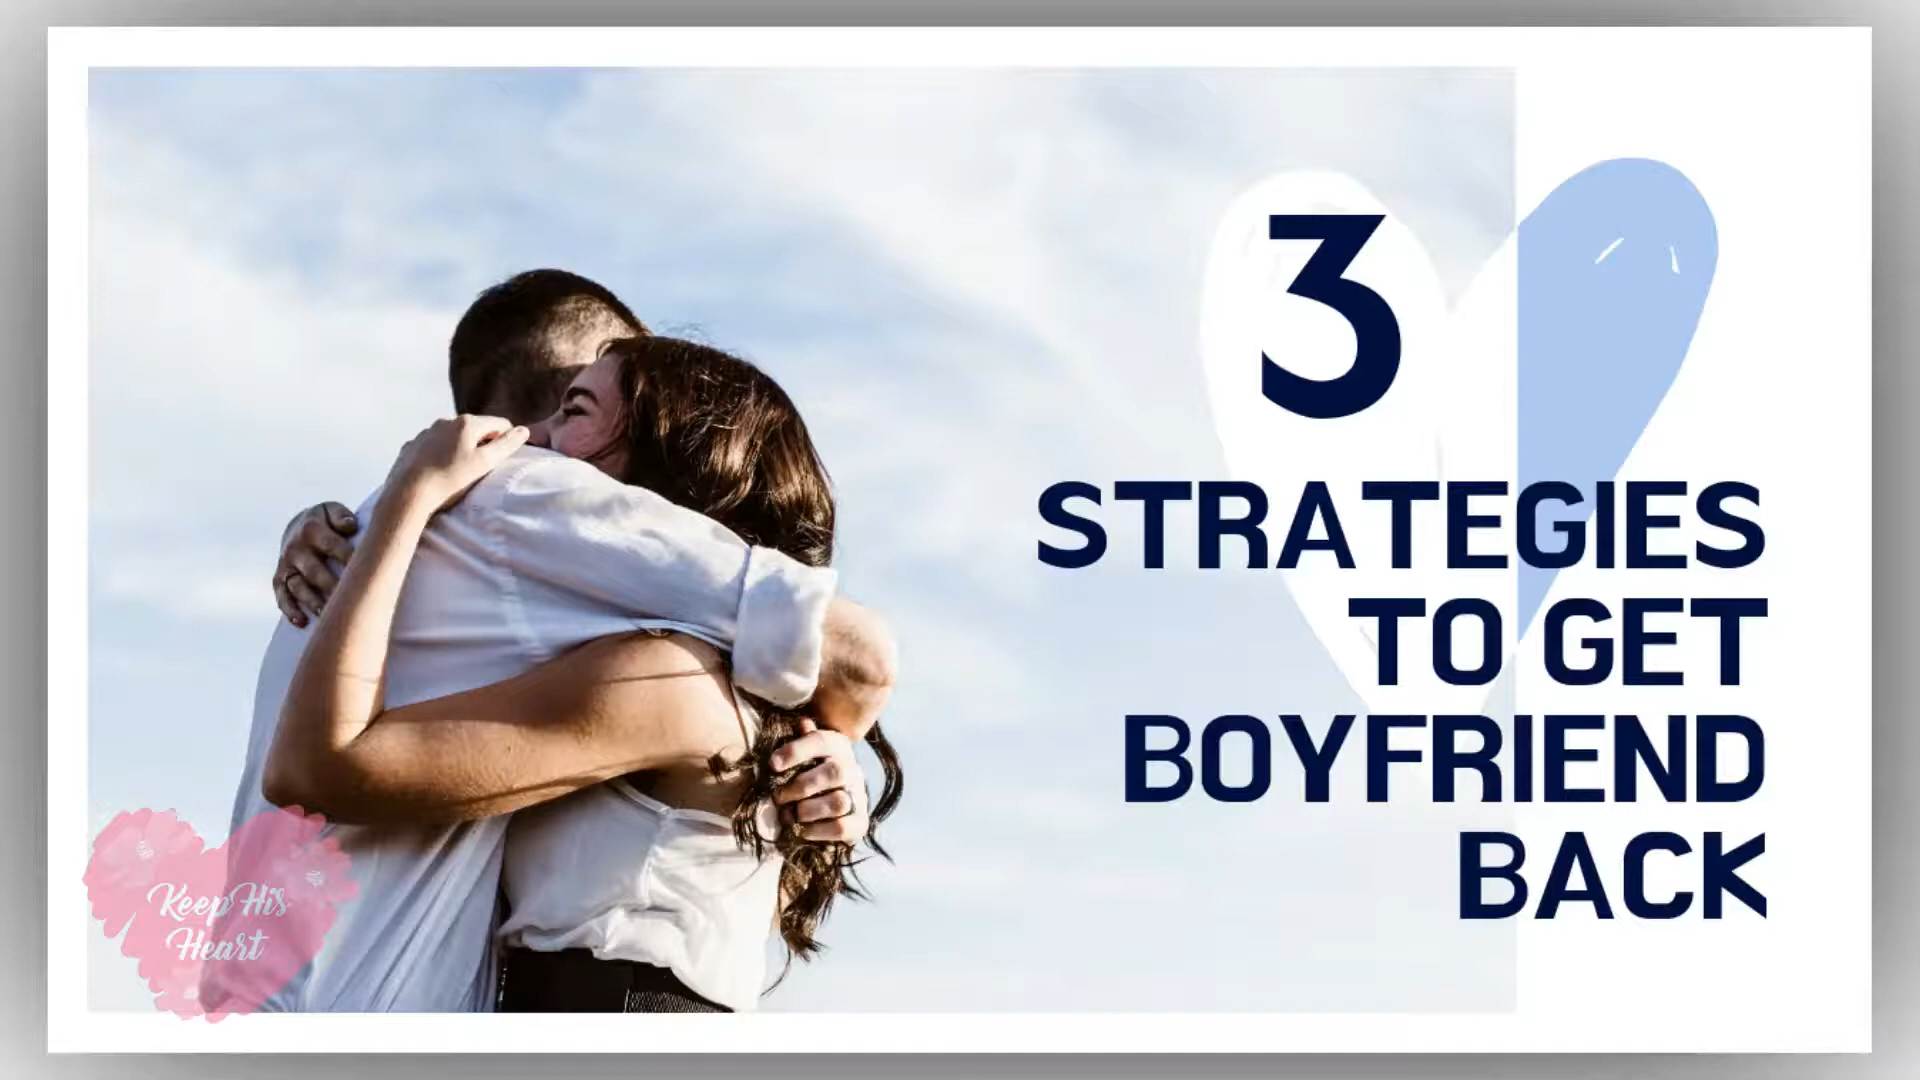 3
STRATEGIES
TO GET
BOYFRIEND
BACK
Keep His
Heart